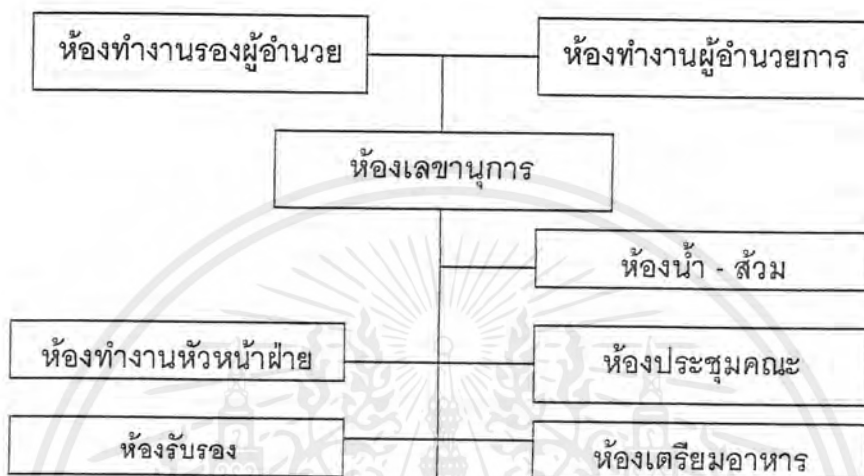 ห้องทำงานรองผู้อำนวย
ห้องทำงานผู้อำนวยการ
ห้องเลขานุการ
ห้องน้ำ - ส้วม
ห้องทำงานหัวหน้าฝ่าย
ห้องประชุมคณะ
ห้องรับรอง
ห้องเตรียมอาหาร